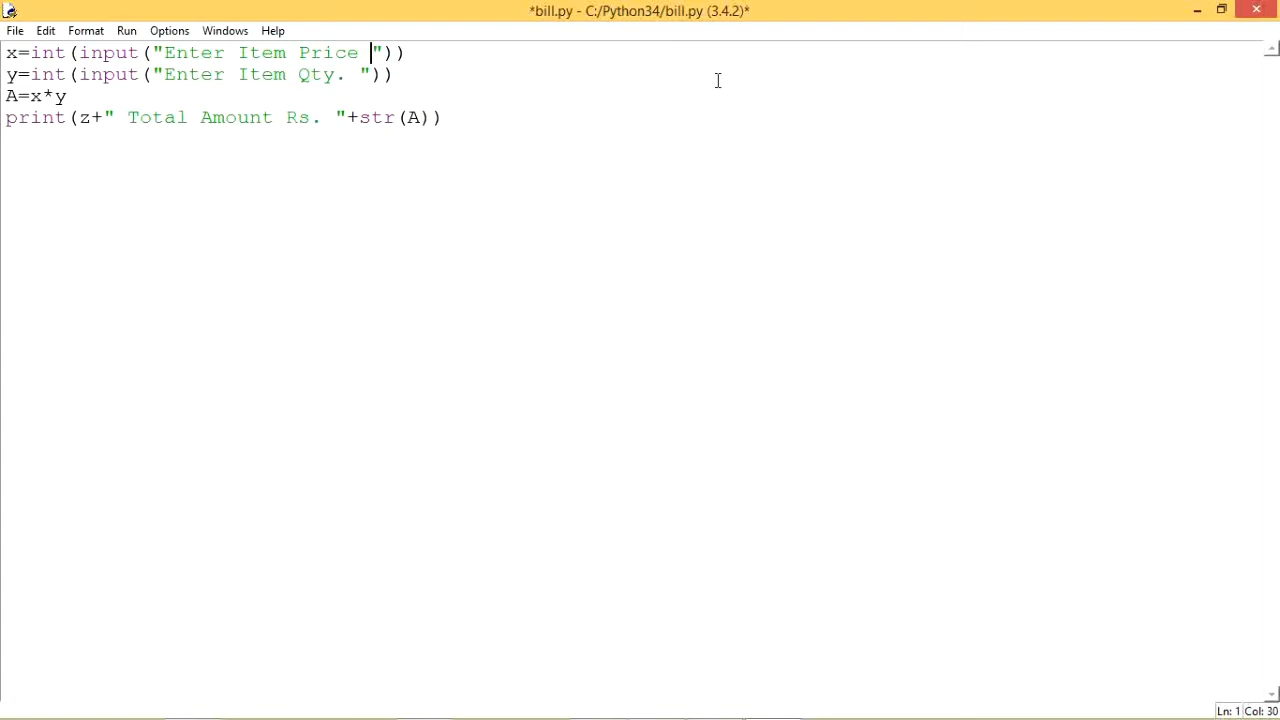 *bill.py - C:/Python34/bill.py (3.4.2)*
File Edit Format Run Options Windows Help
x=int(input("Enter Item Price "))
y=int(input("Enter Item Qty. "))
A=x*y
print(z+" Total Amount Rs. "+str(A))
Ln: 1 Col: 30